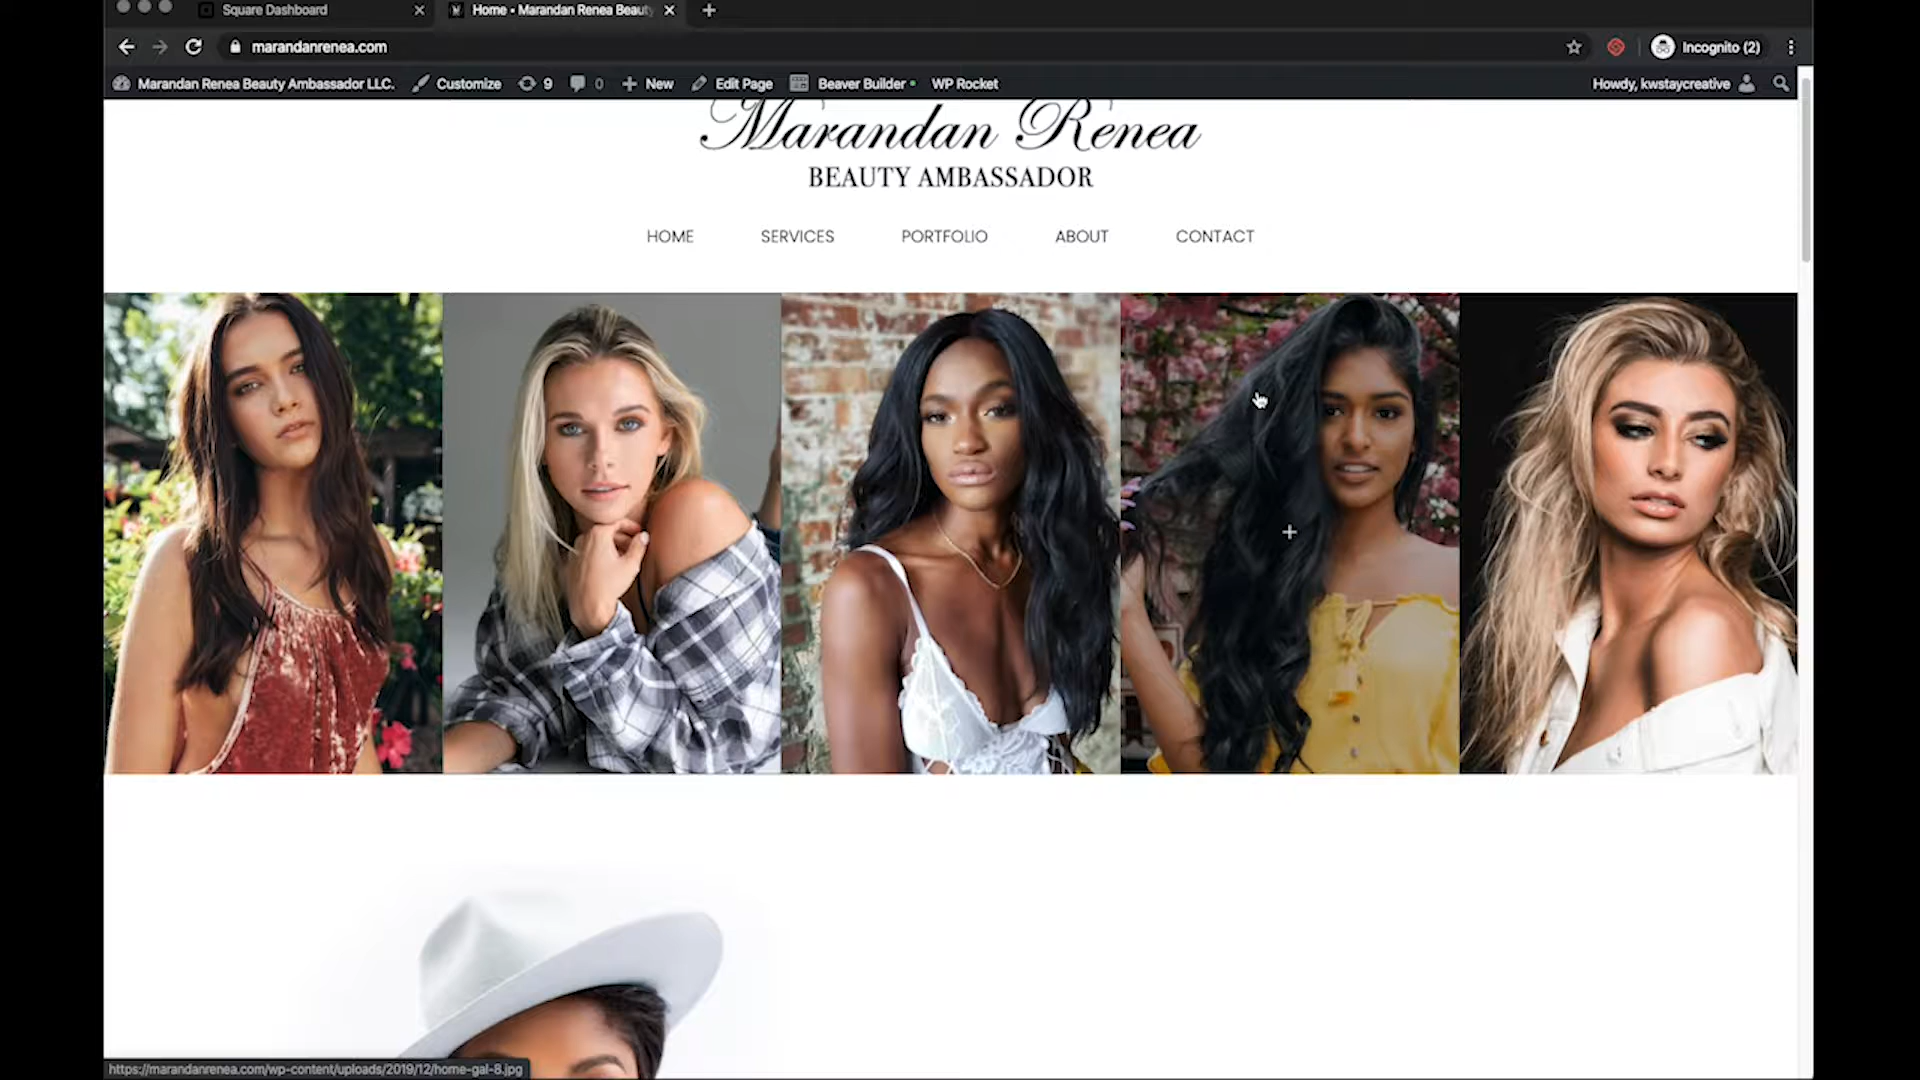 Square Dashboard
Home • Marandan Renea Beaut
marandanrenea.com
Incognito (2)
Marandan Renea Beauty Ambassador LLC.
Customize
9
0
New
Edit Page
Beaver Builder
WP Rocket
Howdy, kwstaycreative
Marandan Renea
BEAUTY AMBASSADOR
HOME
SERVICES
PORTFOLIO
ABOUT
CONTACT
https://marandanrenea.com/wp-content/uploads/2019/12/home-gal-8.jpg